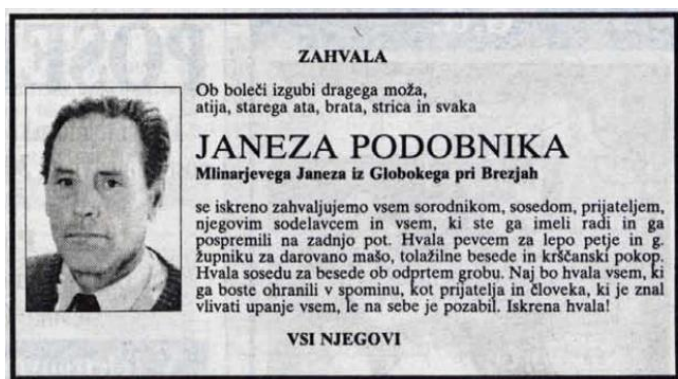 ZAHVALA
Ob boleči izgubi dragega moža,
atija, starega ata, brata, strica in svaka
JANEZA PODOBNIKA
Mlinarjevega Janeza iz Globokega pri Brezjah
se iskreno zahvaljujemo vsem sorodnikom, sosedom, prijateljem,
njegovim sodelavcem in vsem, ki ste ga imeli radi in ga
pospremili na zadnjo pot. Hvala pevcem za lepo petje in g.
župniku za darovano mašo, tolažilne besede in krščanski pokop.
Hvala sosedu za besede ob odprtem grobu. Naj bo hvala vsem, ki
ga boste ohranili v spominu, kot prijatelja in človeka, ki je znal
vlivati upanje vsem, le na sebe je pozabil. Iskrena hvala!
VSI NJEGOVI